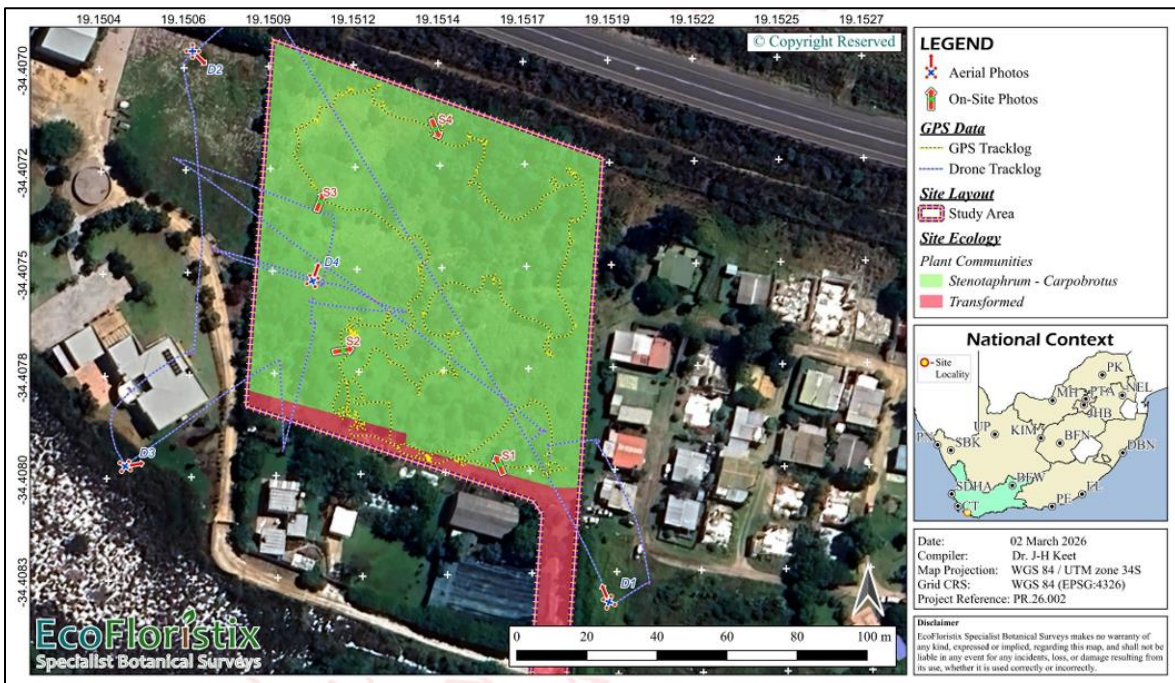 19.1504 19.1506 19.1509 19.1512 19.1514 19.1517 19.1519 19.1522 19.1525 19.1527
© Copyright Reserved
-34.4070
-34.4072
-34.4075
-34.4078
-34.4080
-34.4083
D2
S4
S3
D4
S2
D3
S1
D1
EcoFloristix
Specialist Botanical Surveys
0 20 40 60 80 100 m
LEGEND
Aerial Photos
On-Site Photos
GPS Data
GPS Tracklog
Drone Tracklog
Site Layout
Study Area
Site Ecology
Plant Communities
Stenotaphrum - Carpobrotus
Transformed
National Context
- Site
Locality
PK
MH
PTA
NEL
JHB
UP
KIM
BFN
PN
SBK
DBN
SDHA
BFW
CT
PE
EL
Date: 02 March 2026
Compiler: Dr. J-H Keet
Map Projection: WGS 84 / UTM zone 34S
Grid CRS: WGS 84 (EPSG:4326)
Project Reference: PR.26.002
Disclaimer
EcoFloristix Specialist Botanical Surveys makes no warranty of
any kind, expressed or implied, regarding this map, and shall not be
liable in any event for any incidents, loss, or damage resulting from
its use, whether it is used correctly or incorrectly.